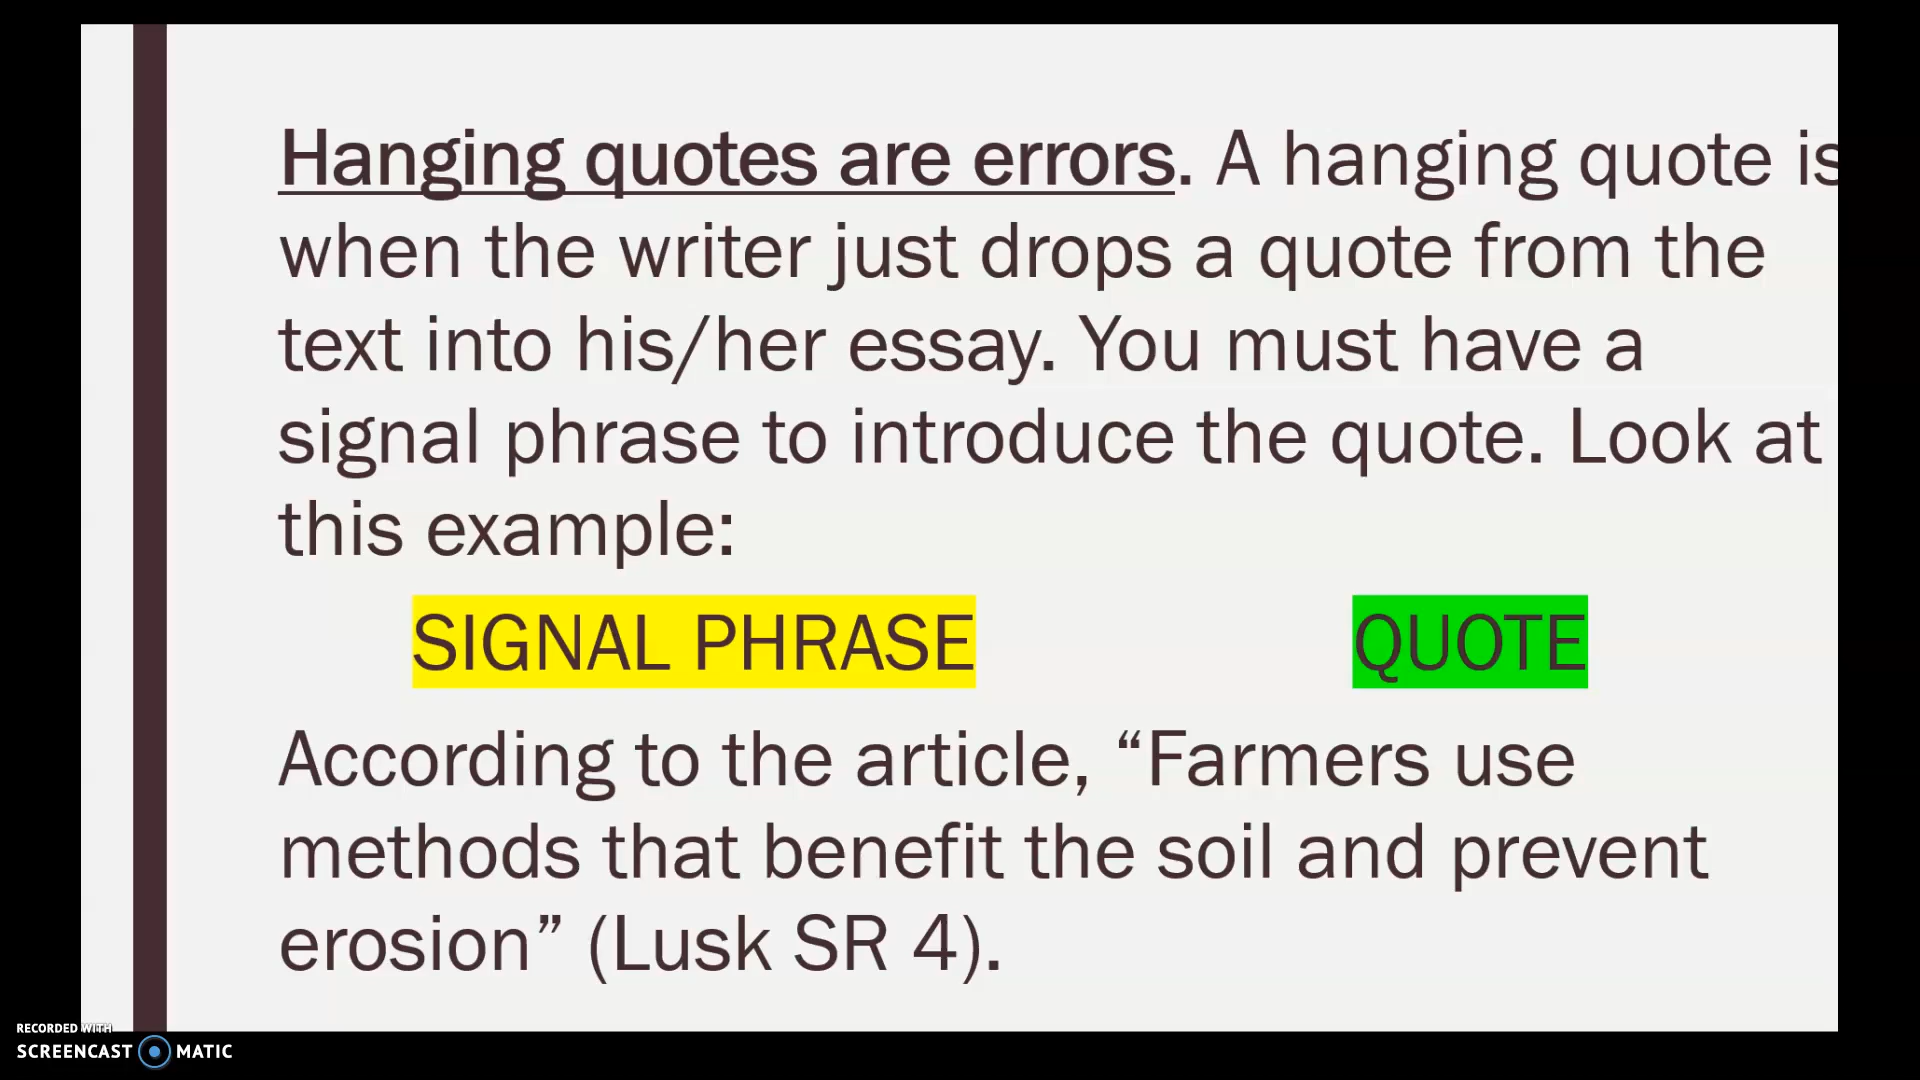 Hanging quotes are errors. A hanging quote is
when the writer just drops a quote from the
text into his/her essay. You must have a
signal phrase to introduce the quote. Look at
this example:
SIGNAL PHRASE QUOTE
According to the article, “Farmers use
methods that benefit the soil and prevent
erosion” (Lusk SR 4).
RECORDED WITH
SCREENCAST MATIC